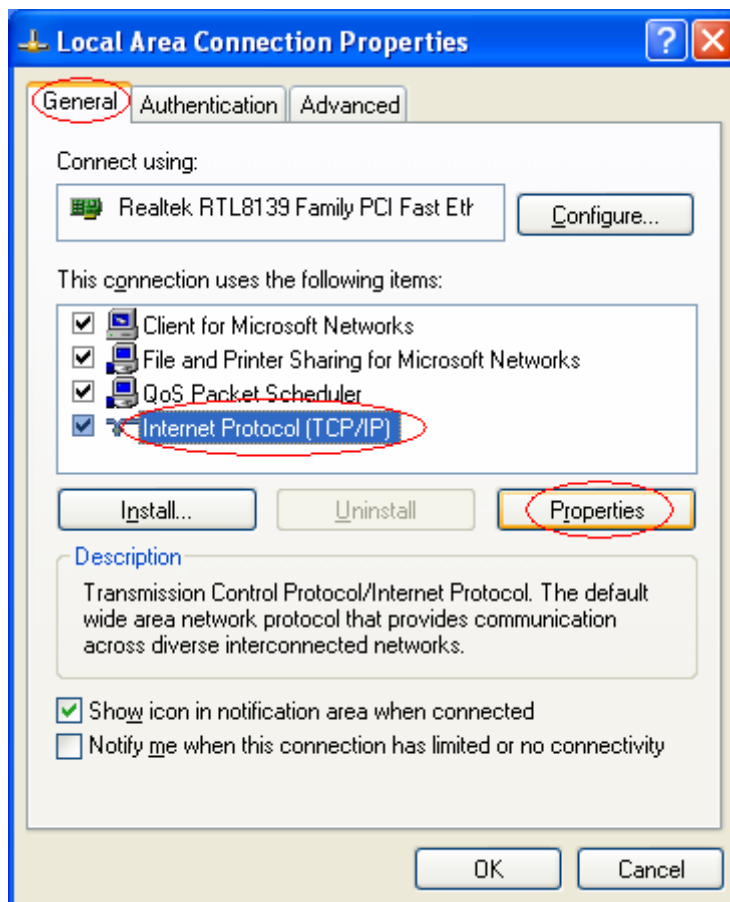 Local Area Connection Properties
General
Authentication
Advanced
Connect using:
Realtek RTL8139 Family PCI Fast Eth
Configure...
This connection uses the following items:
Client for Microsoft Networks
File and Printer Sharing for Microsoft Networks
QoS Packet Scheduler
Internet Protocol (TCP/IP)
Install...
Uninstall
Properties
Description
Transmission Control Protocol/Internet Protocol. The default
wide area network protocol that provides communication
across diverse interconnected networks.
Show icon in notification area when connected
Notify me when this connection has limited or no connectivity
OK
Cancel